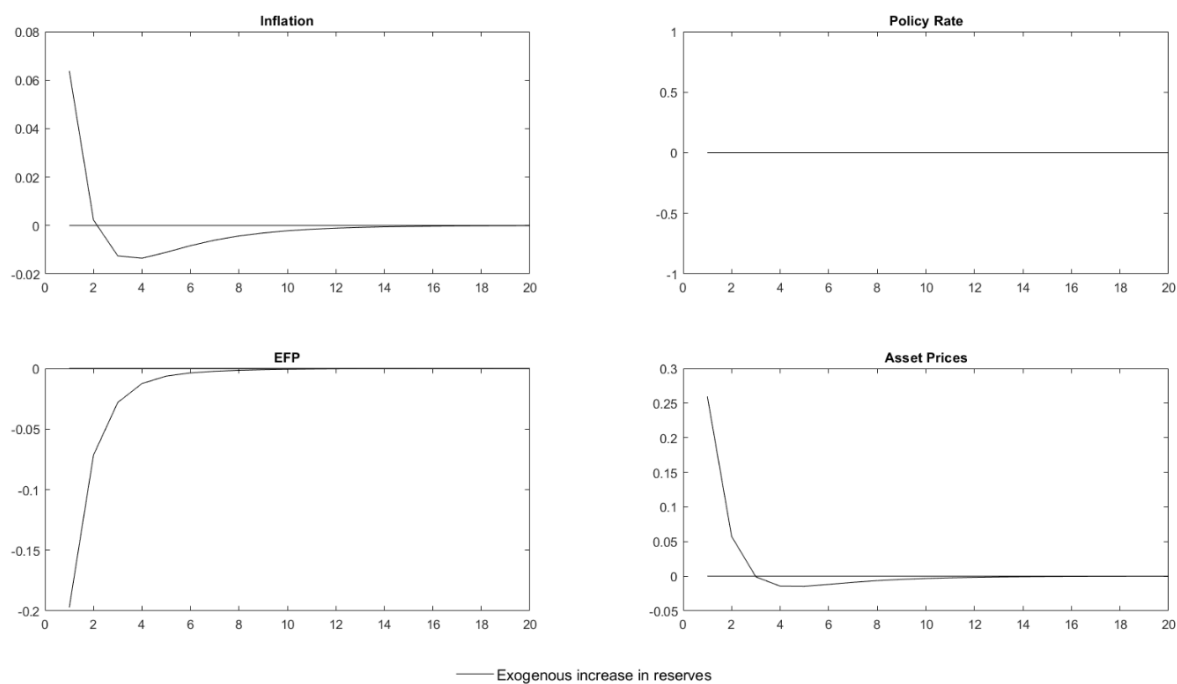 Inflation
0.08
0.06
0.04
0.02
0
-0.02
0 2 4 6 8 10 12 14 16 18 20
Policy Rate
1
0.5
0
-0.5
-1
0 2 4 6 8 10 12 14 16 18 20
EFP
0
-0.05
-0.1
-0.15
-0.2
0 2 4 6 8 10 12 14 16 18 20
Asset Prices
0.3
0.25
0.2
0.15
0.1
0.05
0
-0.05
0 2 4 6 8 10 12 14 16 18 20
Exogenous increase in reserves